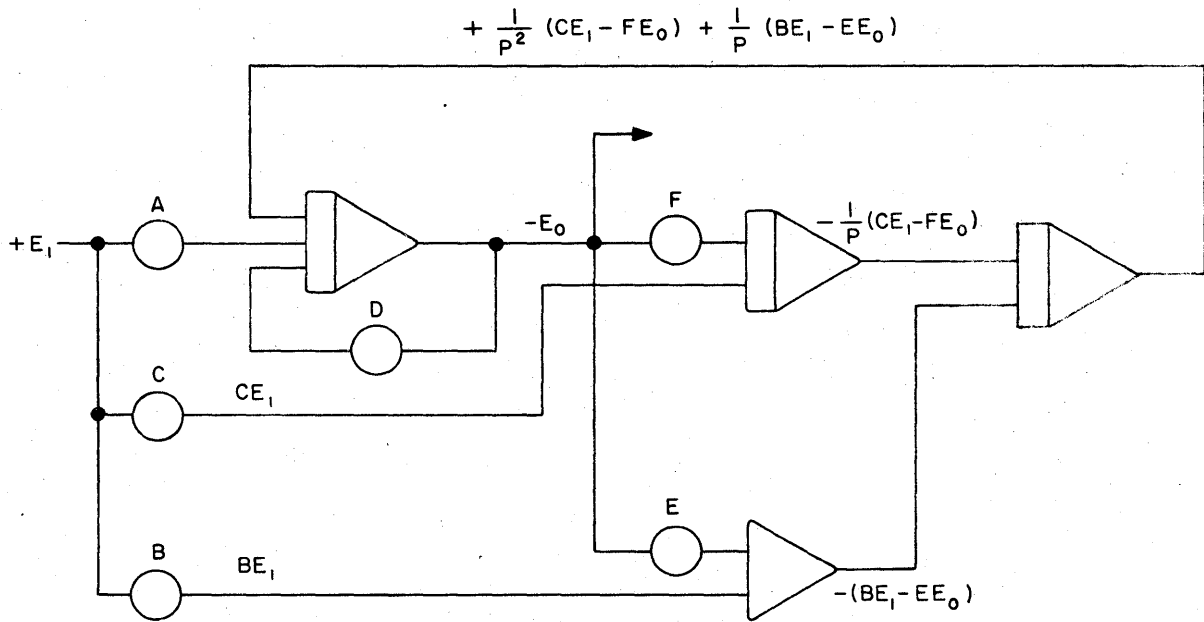 + 1/P² (CE₁ – FE₀) + 1/P (BE₁ – EE₀)
A
F
–E₀
– 1/P (CE₁ – FE₀)
+E₁
D
C
CE₁
E
B
BE₁
–(BE₁ – EE₀)